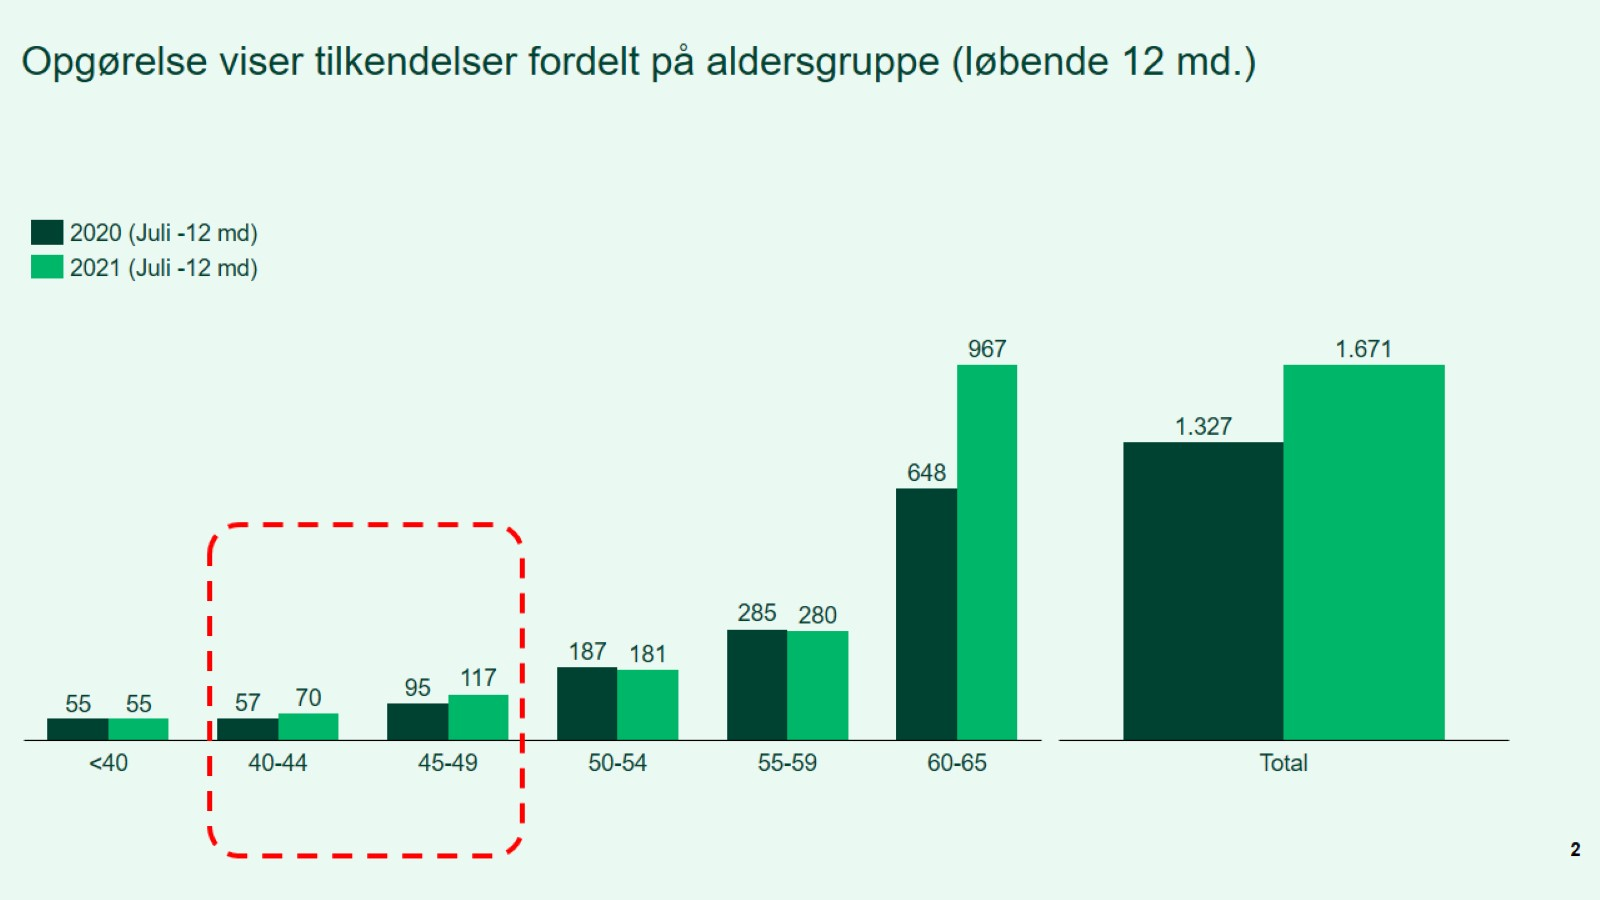 Opgørelse viser tilkendelser fordelt på aldersgruppe (løbende 12 md.)
2020 (Juli -12 md)
2021 (Juli -12 md)
55 55
57 70
95 117
187 181
285 280
648 967
1.327 1.671
<40 40-44 45-49 50-54 55-59 60-65 Total
2